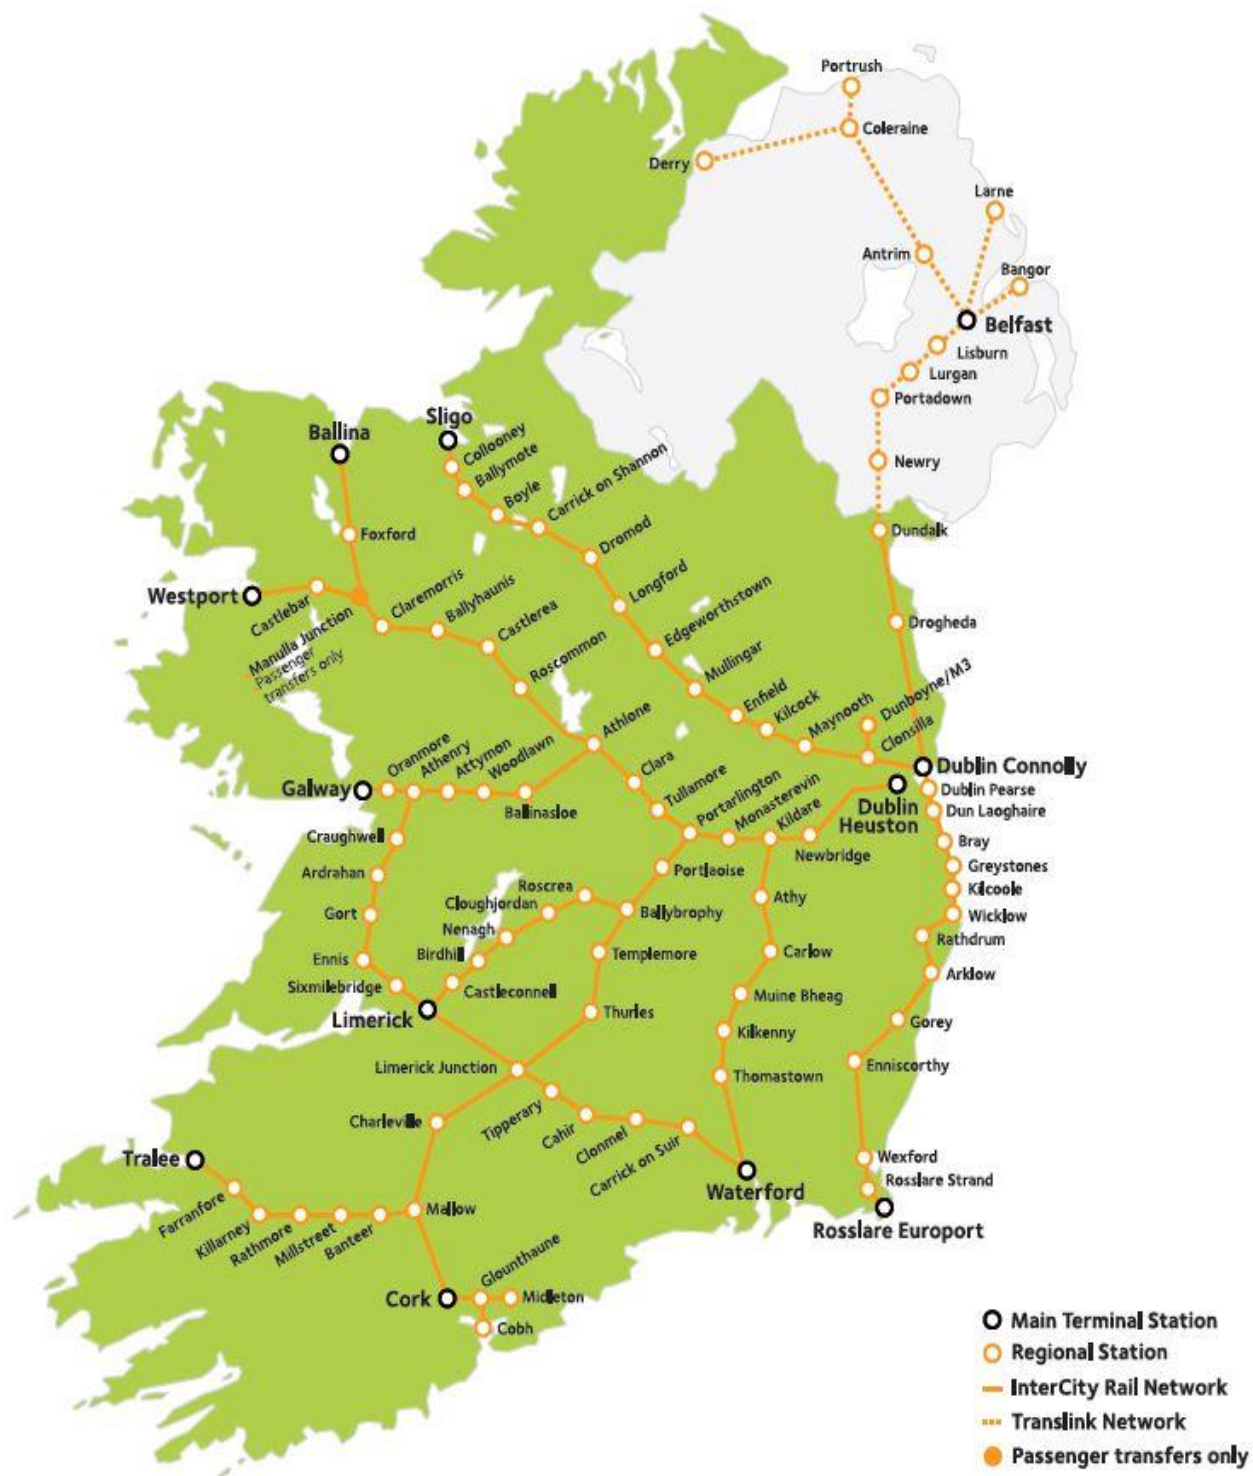 Portrush
Coleraine
Derry
Larne
Antrim
Bangor
Belfast
Lisburn
Lurgan
Portadown
Newry
Dundalk
Drogheda
Sligo
Ballina
Collooney
Ballymote
Boyle
Carrick on Shannon
Dromod
Longford
Edgeworthstown
Mullingar
Enfield
Kilcock
Maynooth
Dunboyne/M3
Clonsilla
Foxford
Westport
Castlebar
Manulla Junction
Passenger
transfers only
Claremorris
Ballyhaunis
Castlerea
Roscommon
Athlone
Clara
Tullamore
Portarlington
Monasterevin
Kildare
Newbridge
Dublin Connolly
Dublin
Heuston
Dublin Pearse
Dun Laoghaire
Bray
Greystones
Kilcoole
Wicklow
Rathdrum
Arklow
Gorey
Enniscorthy
Wexford
Rosslare Strand
Rosslare Europort
Galway
Oranmore
Athenry
Attymon
Woodlawn
Ballinasloe
Craughwell
Ardrahan
Gort
Ennis
Sixmilebridge
Limerick
Portlaoise
Ballybrophy
Roscrea
Cloughjordan
Nenagh
Birdhill
Castleconnell
Templemore
Thurles
Athy
Carlow
Muine Bheag
Kilkenny
Thomastown
Waterford
Limerick Junction
Tipperary
Cahir
Clonmel
Carrick on Suir
Charleville
Mallow
Tralee
Farranfore
Killarney
Rathmore
Millstreet
Banteer
Cork
Glounthaune
Midleton
Cobh
Main Terminal Station
Regional Station
InterCity Rail Network
Translink Network
Passenger transfers only